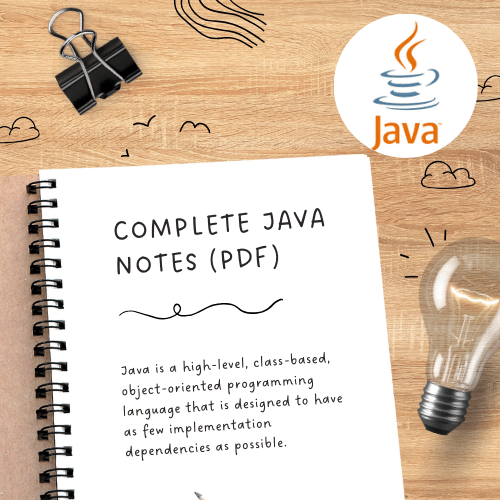 Java™
COMPLETE JAVA
NOTES (PDF)
Java is a high-level, class-based,
object-oriented programming
language that is designed to have
as few implementation
dependencies as possible.